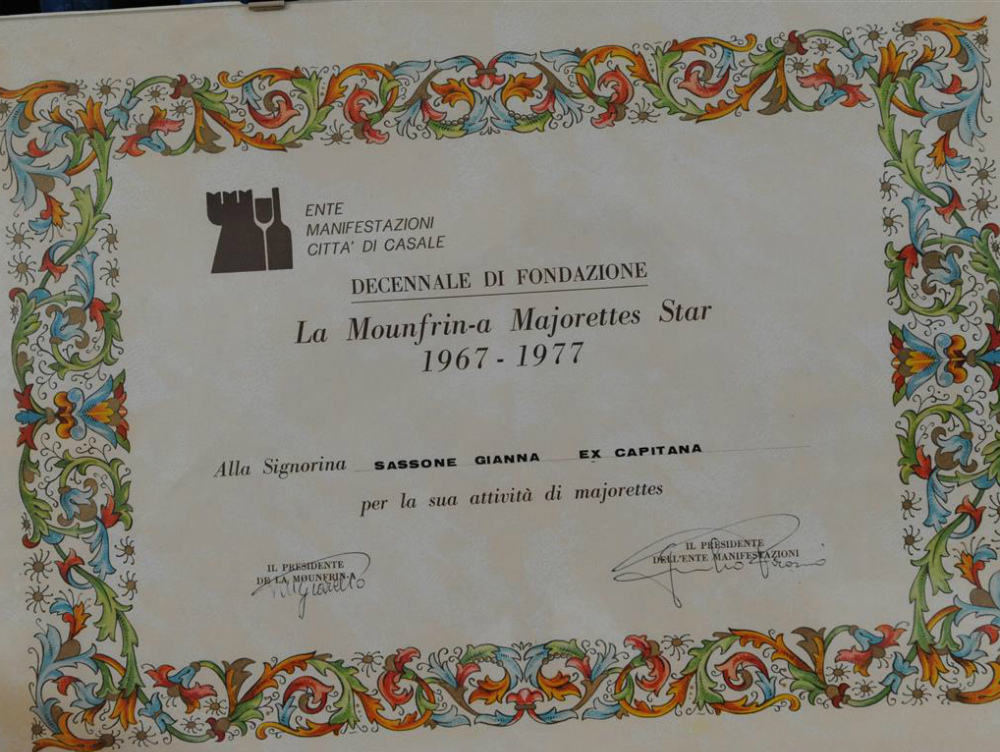 ENTE
MANIFESTAZIONI
CITTA' DI CASALE
DECENNALE DI FONDAZIONE
La Mounfrin-a Majorettes Star
1967 - 1977
Alla Signorina SASSONE GIANNA EX CAPITANA
per la sua attività di majorettes
IL PRESIDENTE
DE LA MOUNFRIN-A
IL PRESIDENTE
DELL'ENTE MANIFESTAZIONI